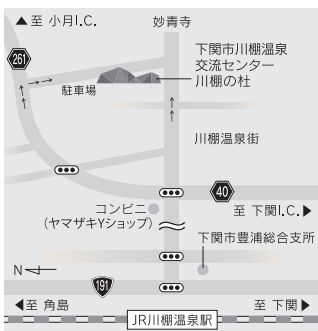 ▲至 小月I.C.
妙青寺
261
下関市川棚温泉
交流センター
川棚の杜
駐車場
川棚温泉街
40
至 下関I.C.▶
コンビニ
(ヤマザキYショップ)
下関市豊浦総合支所
N
191
◀至 角島
至 下関▶
JR川棚温泉駅